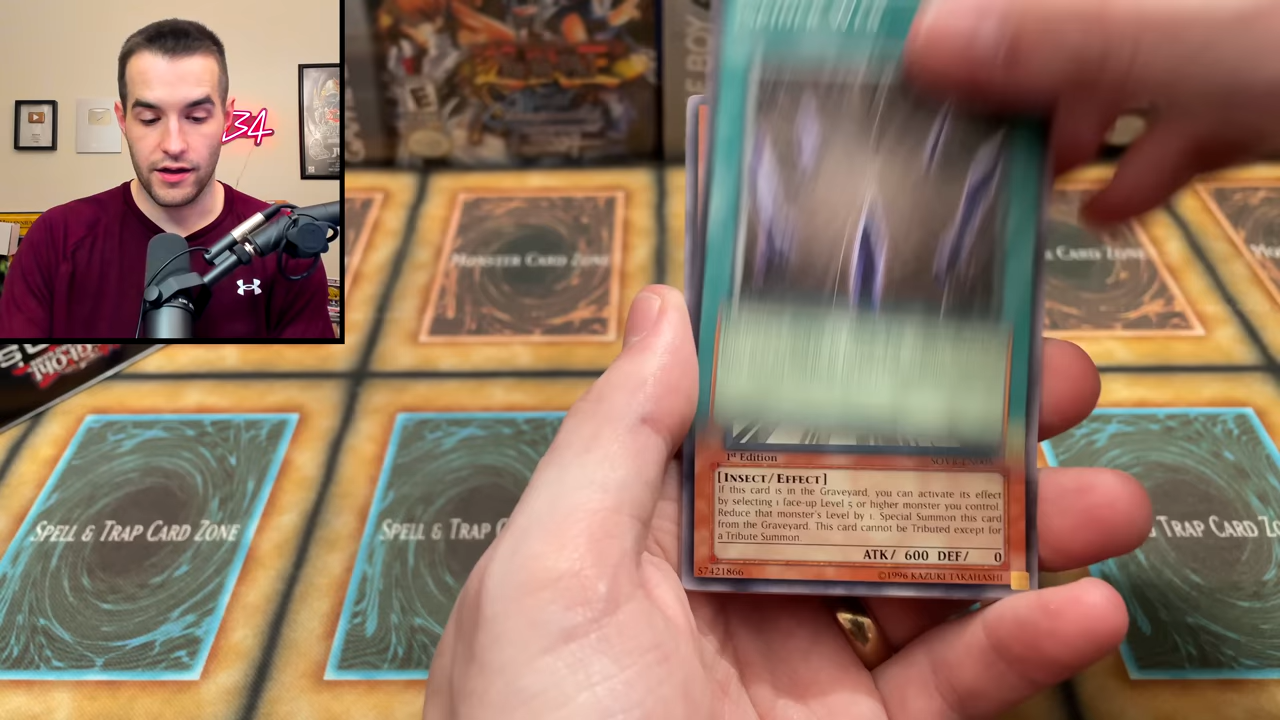 34
BOY
E
MONSTER CARD ZONE
CARD ZONE
MONSTER
1st Edition
[INSECT/EFFECT]
If this card is in the Graveyard, you can activate its effect
by selecting 1 face-up Level 5 or higher monster you control.
Reduce that monster's Level by 1. Special Summon this card
from the Graveyard. This card cannot be Tributed except for
a Tribute Summon.
ATK/ 600 DEF/ 0
57421866
©1996 KAZUKI TAKAHASHI
SPELL & TRAP CARD ZONE
SPELL & TRAP
TRAP CARD